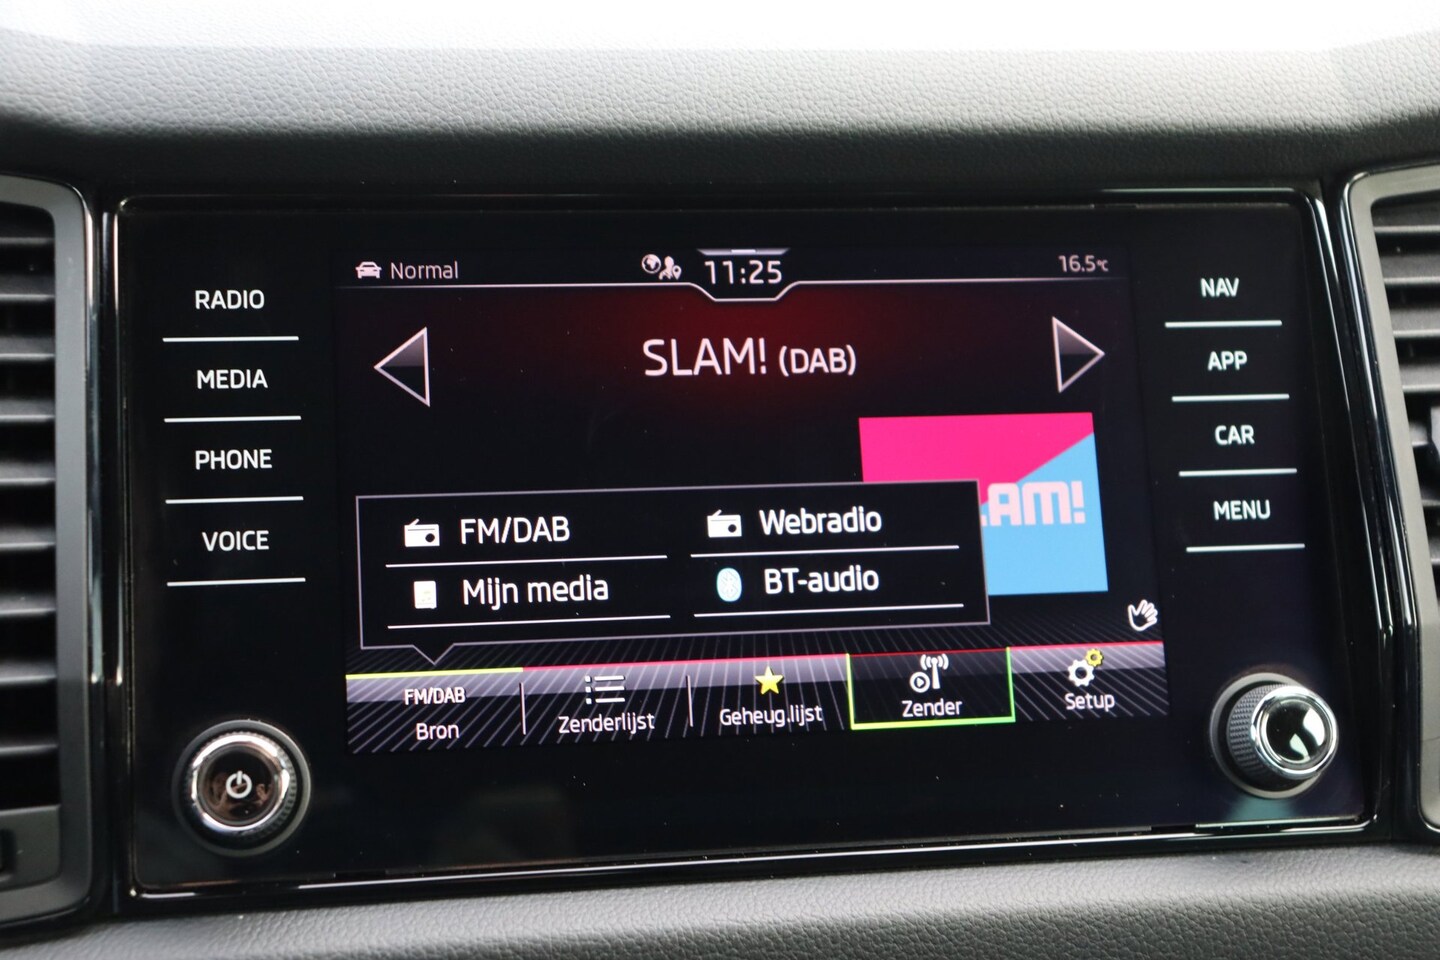 Normal
11:25
16.5°C
RADIO
MEDIA
PHONE
VOICE
SLAM! (DAB)
LAM!
FM/DAB
Webradio
Mijn media
BT-audio
FM/DAB
Bron
Zenderlijst
Geheug.lijst
Zender
Setup
NAV
APP
CAR
MENU